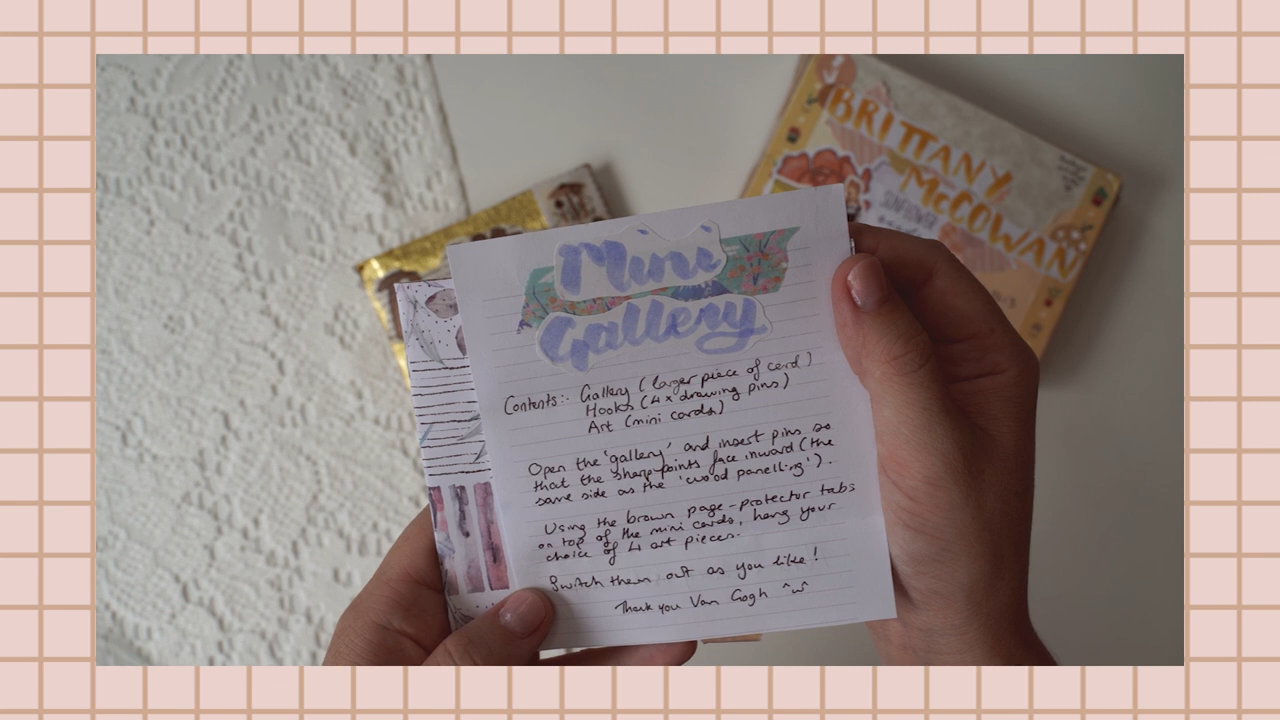 BRITTANY
McCOWAN
Mini
Gallery
Contents:- Gallery (larger piece of card)
Hooks (4x drawing pins)
Art (mini cards)
Open the 'gallery' and insert pins so
that the sharp points face inward (the
same side as the 'wood panelling').
Using the brown page-protector tabs
on top of the mini cards, hang your
choice of 4 art pieces.
Switch them out as you like!
Thank you Van Gogh ^w^